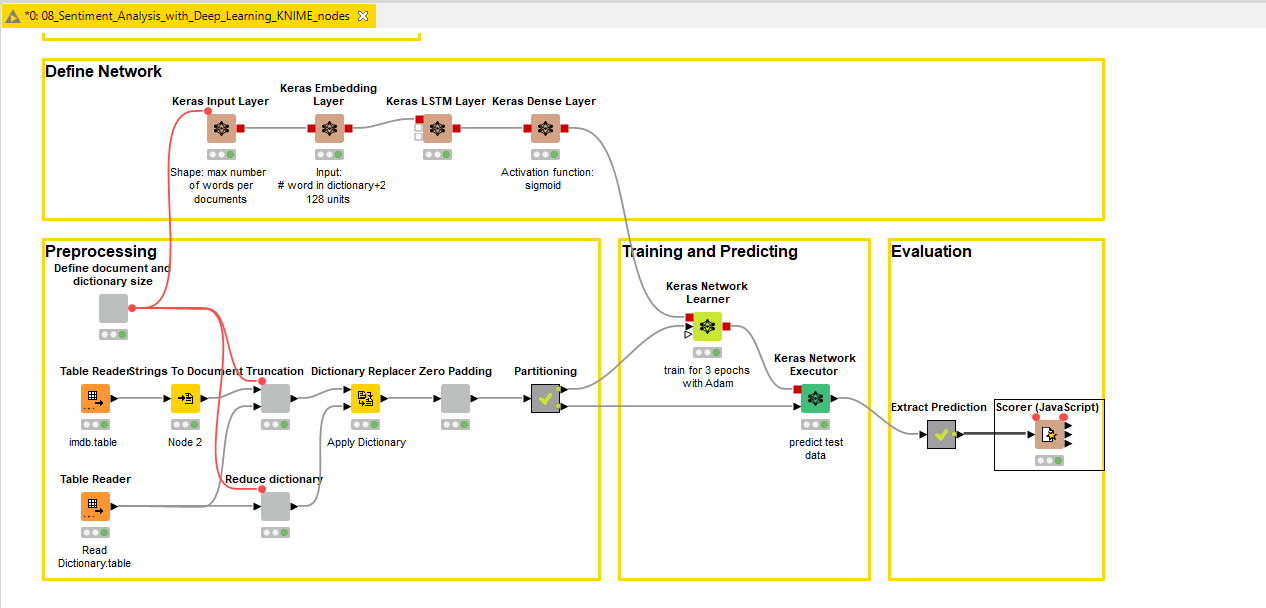 *0: 08_Sentiment_Analysis_with_Deep_Learning_KNIME_nodes
Define Network
Keras Input Layer
Keras Embedding
Layer
Keras LSTM Layer
Keras Dense Layer
Shape: max number
of words per
documents
Input:
# word in dictionary+2
128 units
Activation function:
sigmoid
Preprocessing
Define document and
dictionary size
Table Reader
Strings To Document
Truncation
Dictionary Replacer
Zero Padding
Partitioning
imdb.table
Node 2
Apply Dictionary
Table Reader
Reduce dictionary
Read
Dictionary.table
Training and Predicting
Keras Network
Learner
train for 3 epochs
with Adam
Keras Network
Executor
predict test
data
Evaluation
Extract Prediction
Scorer (JavaScript)